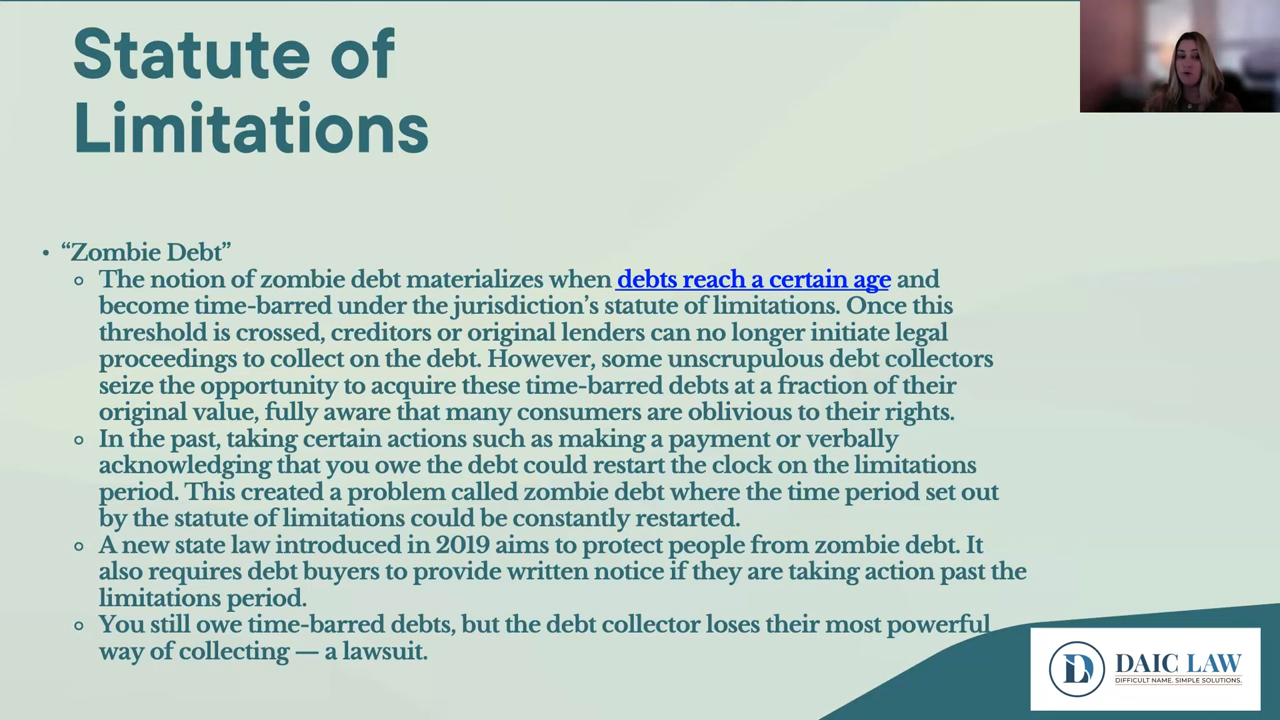 Statute of
Limitations
• “Zombie Debt”
◦ The notion of zombie debt materializes when debts reach a certain age and
become time-barred under the jurisdiction’s statute of limitations. Once this
threshold is crossed, creditors or original lenders can no longer initiate legal
proceedings to collect on the debt. However, some unscrupulous debt collectors
seize the opportunity to acquire these time-barred debts at a fraction of their
original value, fully aware that many consumers are oblivious to their rights.
◦ In the past, taking certain actions such as making a payment or verbally
acknowledging that you owe the debt could restart the clock on the limitations
period. This created a problem called zombie debt where the time period set out
by the statute of limitations could be constantly restarted.
◦ A new state law introduced in 2019 aims to protect people from zombie debt. It
also requires debt buyers to provide written notice if they are taking action past the
limitations period.
◦ You still owe time-barred debts, but the debt collector loses their most powerful
way of collecting — a lawsuit.
DAIC LAW
DIFFICULT NAME. SIMPLE SOLUTIONS.